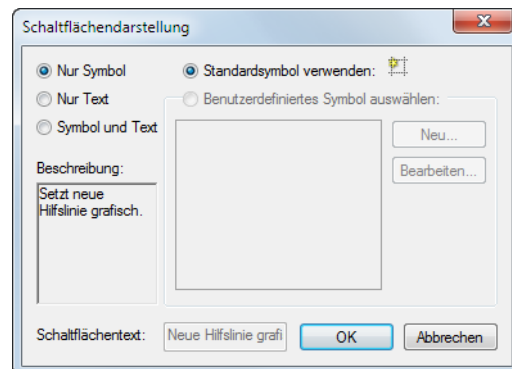 Schaltflächendarstellung
Nur Symbol
Nur Text
Symbol und Text
Standardsymbol verwenden:
Benutzerdefiniertes Symbol auswählen:
Neu...
Bearbeiten...
Beschreibung:
Setzt neue
Hilfslinie grafisch.
Schaltflächentext:
Neue Hilfslinie grafi
OK
Abbrechen